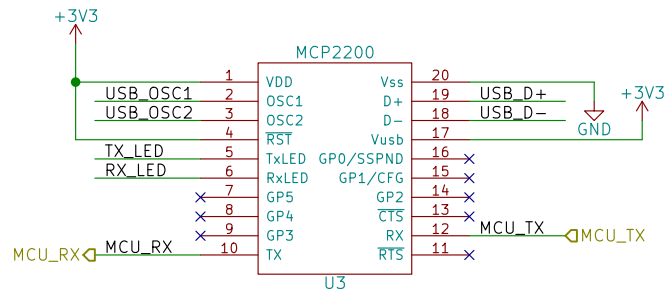 +3V3
MCP2200
1 VDD Vss 20
USB_OSC1 2 OSC1 D+ 19 USB_D+
+3V3
USB_OSC2 3 OSC2 D- 18 USB_D-
GND
4 RST Vusb 17
TX_LED 5 TxLED GP0/SSPND 16
RX_LED 6 RxLED GP1/CFG 15
7 GP5 GP2 14
8 GP4 CTS 13
9 GP3 RX 12 MCU_TX MCU_TX
MCU_RX MCU_RX 10 TX RTS 11
U3